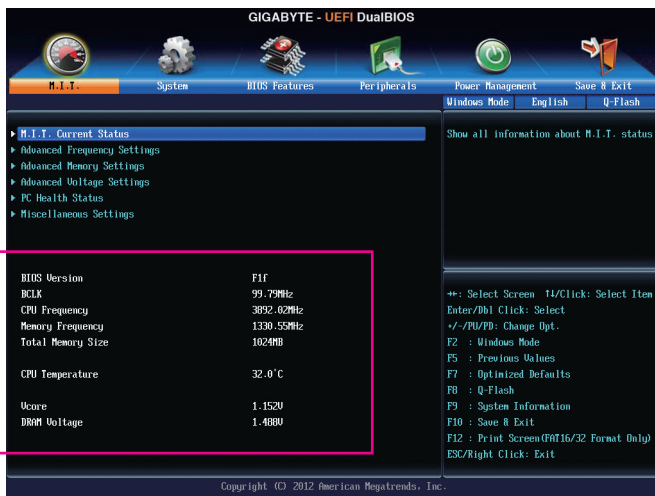 GIGABYTE - UEFI DualBIOS
M.I.T. System BIOS Features Peripherals Power Management Save & Exit
Windows Mode English Q-Flash
M.I.T. Current Status
Advanced Frequency Settings
Advanced Memory Settings
Advanced Voltage Settings
PC Health Status
Miscellaneous Settings
Show all information about M.I.T. status
BIOS Version F1f
BCLK 99.79MHz
CPU Frequency 3892.02MHz
Memory Frequency 1330.55MHz
Total Memory Size 1024MB
CPU Temperature 32.0°C
Vcore 1.152V
DRAM Voltage 1.488V
→←: Select Screen ↑↓/Click: Select Item
Enter/Dbl Click: Select
+/-/PU/PD: Change Opt.
F2 : Windows Mode
F5 : Previous Values
F7 : Optimized Defaults
F8 : Q-Flash
F9 : System Information
F10 : Save & Exit
F12 : Print Screen(FAT16/32 Format Only)
ESC/Right Click: Exit
Copyright (C) 2012 American Megatrends, Inc.